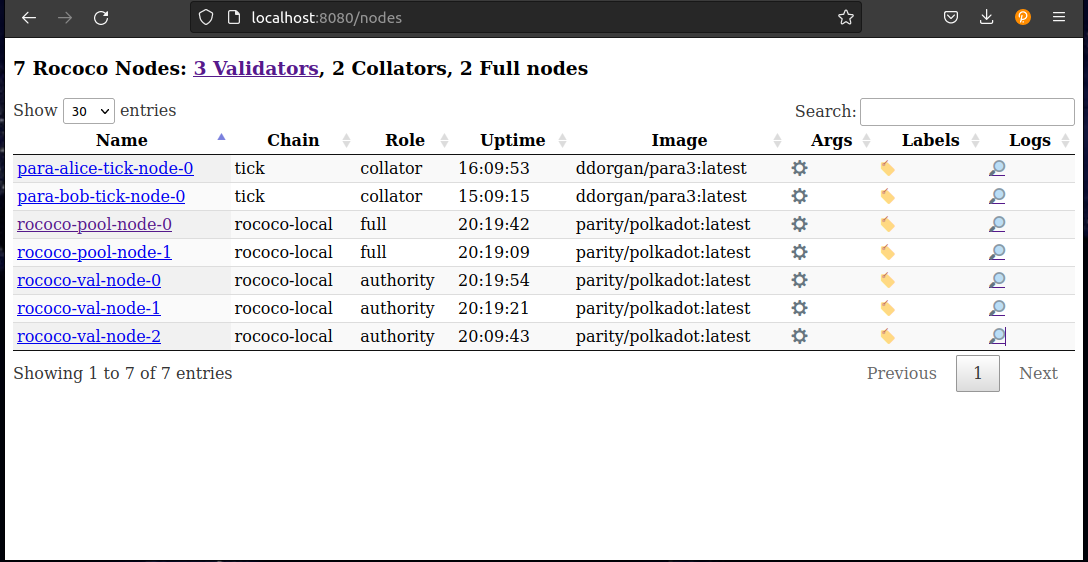 localhost:8080/nodes
7 Rococo Nodes: 3 Validators, 2 Collators, 2 Full nodes
Show 30 entries Search:
Name Chain Role Uptime Image Args Labels Logs
para-alice-tick-node-0 tick collator 16:09:53 ddorgan/para3:latest
para-bob-tick-node-0 tick collator 15:09:15 ddorgan/para3:latest
rococo-pool-node-0 rococo-local full 20:19:42 parity/polkadot:latest
rococo-pool-node-1 rococo-local full 20:19:09 parity/polkadot:latest
rococo-val-node-0 rococo-local authority 20:19:54 parity/polkadot:latest
rococo-val-node-1 rococo-local authority 20:19:21 parity/polkadot:latest
rococo-val-node-2 rococo-local authority 20:09:43 parity/polkadot:latest
Showing 1 to 7 of 7 entries Previous 1 Next